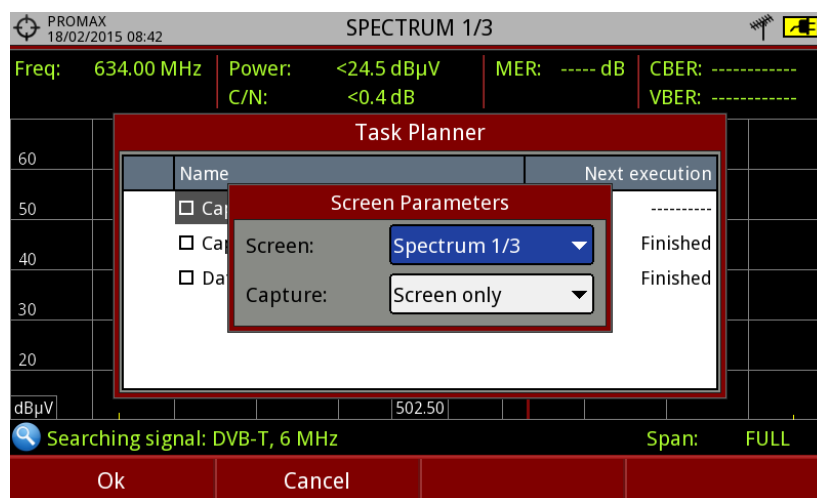 PROMAX
18/02/2015 08:42
SPECTRUM 1/3
Freq: 634.00 MHz Power: <24.5 dBµV MER: ----- dB CBER: ------------
C/N: <0.4 dB VBER: ------------
Task Planner
60
Name Next execution
Screen Parameters
50
Ca ----------
Screen: Spectrum 1/3
Ca Finished
40
Da Finished
Capture: Screen only
30
20
dBµV 502.50
Searching signal: DVB-T, 6 MHz Span: FULL
Ok Cancel